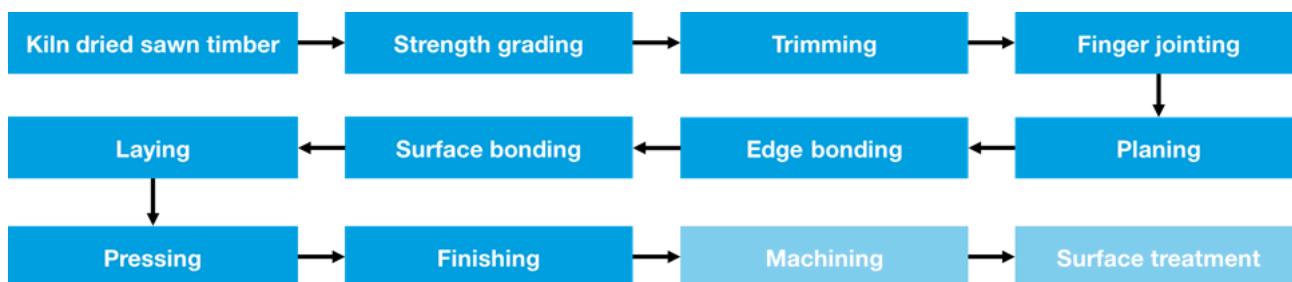 Kiln dried sawn timber
Strength grading
Trimming
Finger jointing
Planing
Edge bonding
Surface bonding
Laying
Pressing
Finishing
Machining
Surface treatment